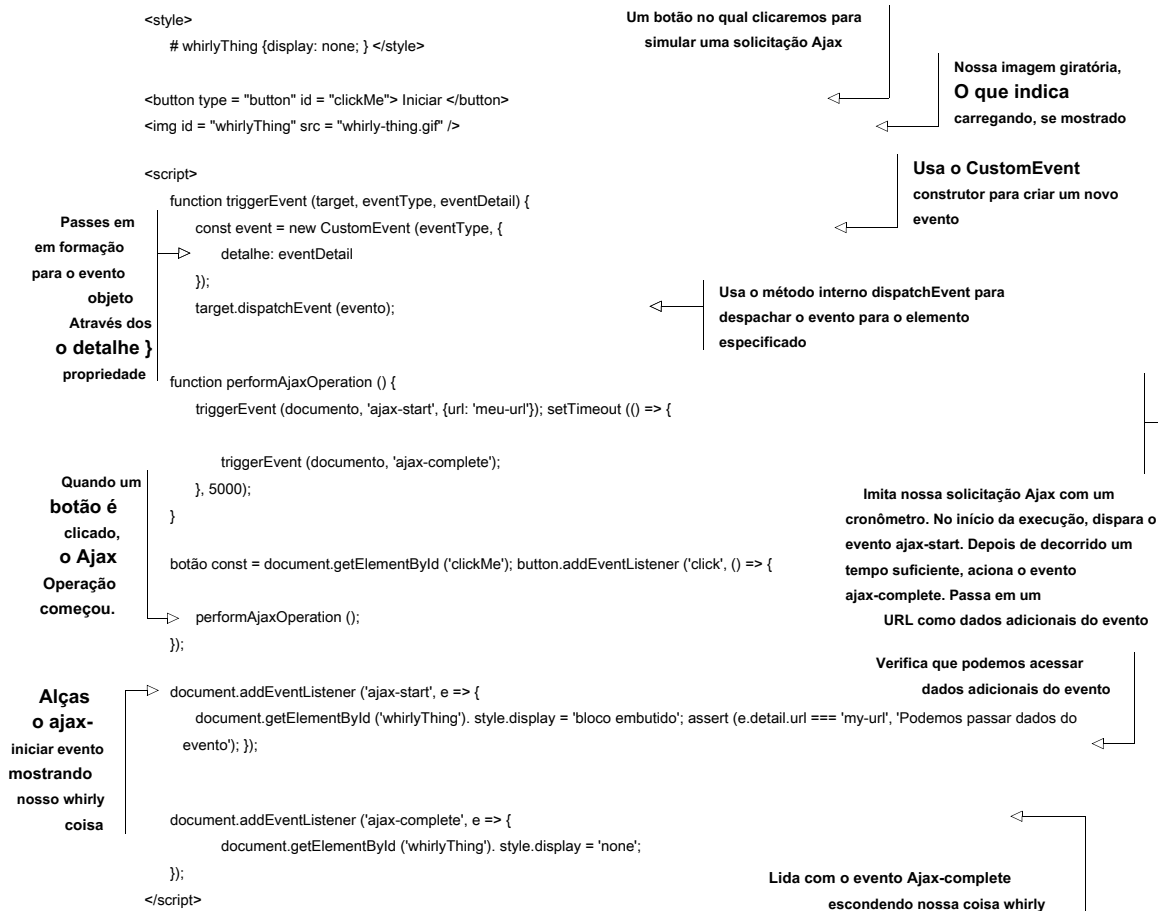 <style>
# whirlyThing {display: none; } </style>
Um botão no qual clicaremos para
simular uma solicitação Ajax
Nossa imagem giratória,
O que indica
carregando, se mostrado
<button type = "button" id = "clickMe"> Iniciar </button>
<img id = "whirlyThing" src = "whirly-thing.gif" />
<script>
function triggerEvent (target, eventType, eventDetail) {
const event = new CustomEvent (eventType, {
detalhe: eventDetail
});
target.dispatchEvent (evento);
Usa o CustomEvent
construtor para criar um novo
evento
Passes em
em formação
para o evento
objeto
Através dos
o detalhe }
propriedade
Usa o método interno dispatchEvent para
despachar o evento para o elemento
especificado
function performAjaxOperation () {
triggerEvent (documento, 'ajax-start', {url: 'meu-url'}); setTimeout (() => {
triggerEvent (documento, 'ajax-complete');
}, 5000);
}
Quando um
botão é
clicado,
o Ajax
Operação
começou.
Imita nossa solicitação Ajax com um
cronômetro. No início da execução, dispara o
evento ajax-start. Depois de decorrido um
tempo suficiente, aciona o evento
ajax-complete. Passa em um
URL como dados adicionais do evento
botão const = document.getElementById ('clickMe'); button.addEventListener ('click', () => {
performAjaxOperation ();
});
Verifica que podemos acessar
dados adicionais do evento
Alças
o ajax-
iniciar evento
mostrando
nosso whirly
coisa
document.addEventListener ('ajax-start', e => {
document.getElementById ('whirlyThing'). style.display = 'bloco embutido'; assert (e.detail.url === 'my-url', 'Podemos passar dados do
evento'); });
document.addEventListener ('ajax-complete', e => {
document.getElementById ('whirlyThing'). style.display = 'none';
});
</script>
Lida com o evento Ajax-complete
escondendo nossa coisa whirly